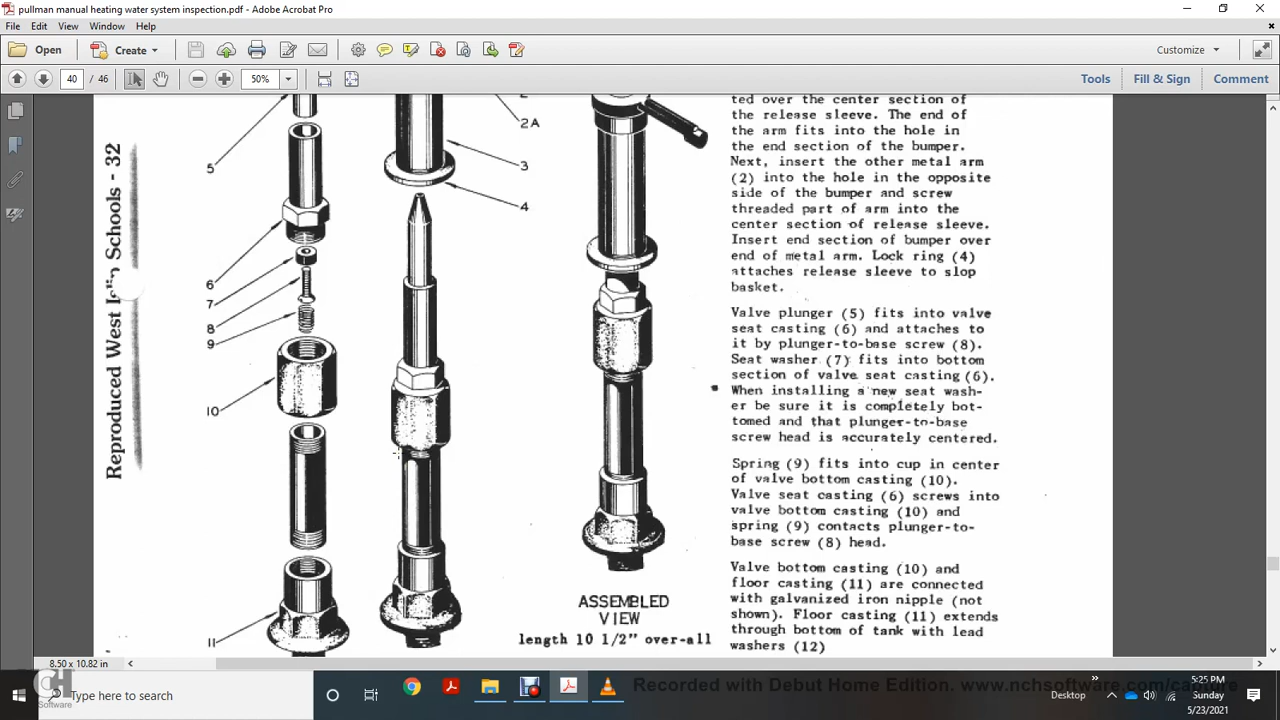 pullman manual heating water system inspection.pdf - Adobe Acrobat Pro
File Edit View Window Help
Open Create Customize
40 / 46 50% Tools Fill & Sign Comment
Reproduced West Schools - 32
2A
3
4
5
6
7
8
9
10
11
ASSEMBLED
VIEW
length 10 1/2" over-all
ted over the center section of
the release sleeve. The end of
the arm fits into the hole in
the end section of the bumper.
Next, insert the other metal arm
(2) into the hole in the opposite
side of the bumper and screw
threaded part of arm into the
center section of release sleeve.
Insert end section of bumper over
end of metal arm. Lock ring (4)
attaches release sleeve to slop
basket.
Valve plunger (5) fits into valve
seat casting (6) and attaches to
it by plunger-to-base screw (8).
Seat washer (7) fits into bottom
section of valve seat casting (6).
When installing a new seat wash-
er be sure it is completely bot-
tomed and that plunger-to-base
screw head is accurately centered.
Spring (9) fits into cup in center
of valve bottom casting (10).
Valve seat casting (6) screws into
valve bottom casting (10) and
spring (9) contacts plunger-to-
base screw (8) head.
Valve bottom casting (10) and
floor casting (11) are connected
with galvanized iron nipple (not
shown). Floor casting (11) extends
through bottom of tank with lead
washers (12)
8.50 x 10.82 in
CH
Software
Type here to search
Recorded with Debut Home Edition. www.nchsoftware.com/capture
Desktop
5:25 PM
Sunday
5/23/2021